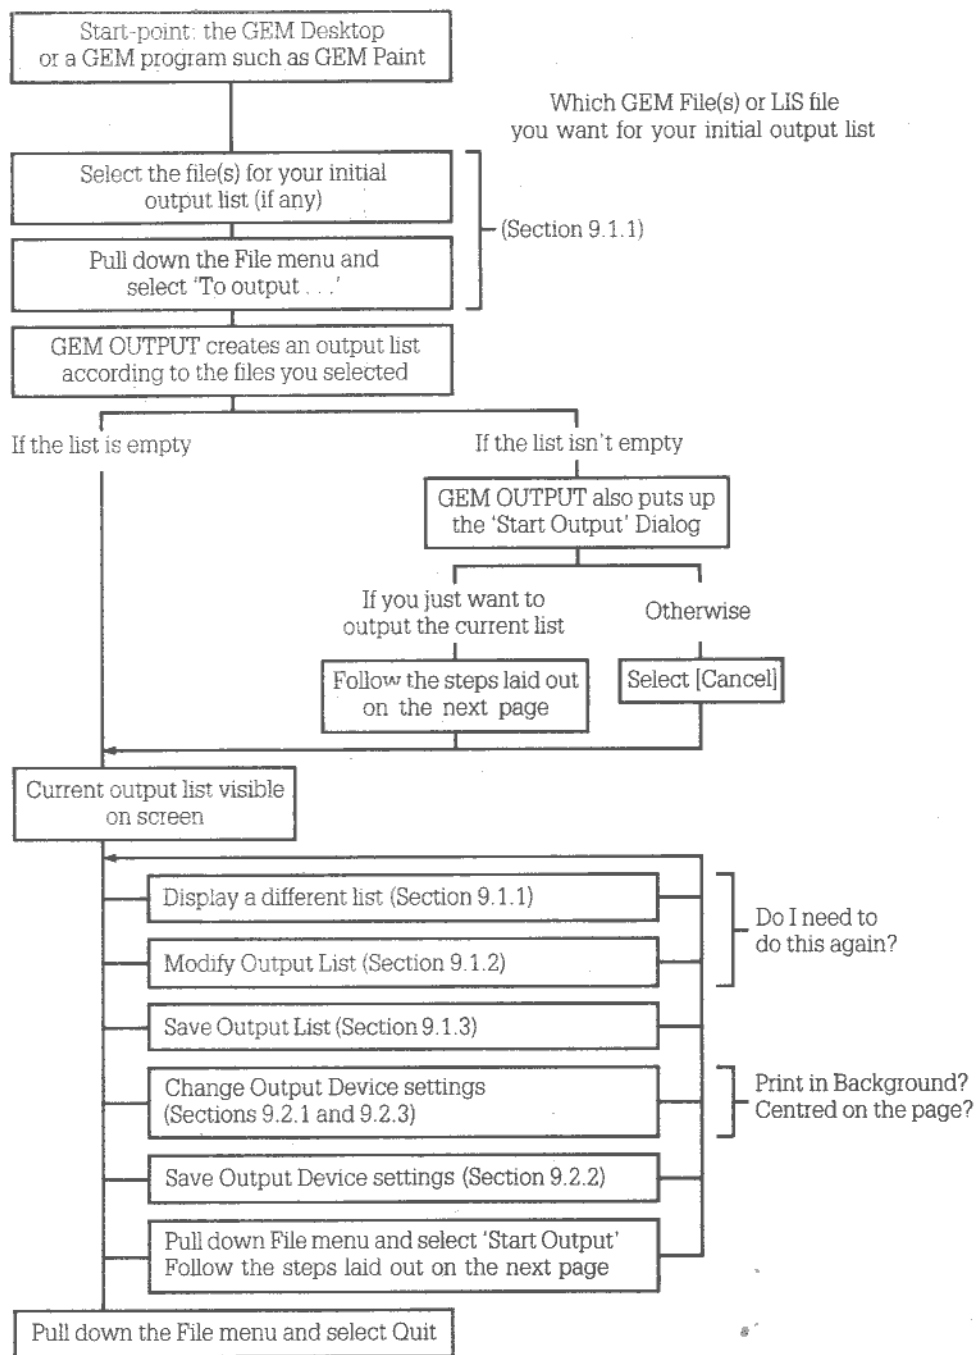 Start-point: the GEM Desktop
or a GEM program such as GEM Paint
Which GEM File(s) or LIS file
you want for your initial output list
Select the file(s) for your initial
output list (if any)
(Section 9.1.1)
Pull down the File menu and
select 'To output . . .'
GEM OUTPUT creates an output list
according to the files you selected
If the list is empty
If the list isn't empty
GEM OUTPUT also puts up
the 'Start Output' Dialog
If you just want to
output the current list
Otherwise
Follow the steps laid out
on the next page
Select [Cancel]
Current output list visible
on screen
Display a different list (Section 9.1.1)
Do I need to
do this again?
Modify Output List (Section 9.1.2)
Save Output List (Section 9.1.3)
Change Output Device settings
(Sections 9.2.1 and 9.2.3)
Print in Background?
Centred on the page?
Save Output Device settings (Section 9.2.2)
Pull down File menu and select 'Start Output'
Follow the steps laid out on the next page
Pull down the File menu and select Quit